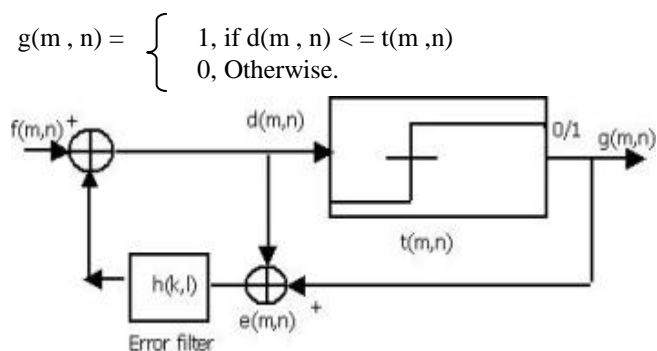 g(m , n) = { 1, if d(m , n) < = t(m ,n)
0, Otherwise.
f(m,n) +
d(m,n)
0/1
g(m,n)
t(m,n)
h(k,l)
e(m,n)
+
Error filter